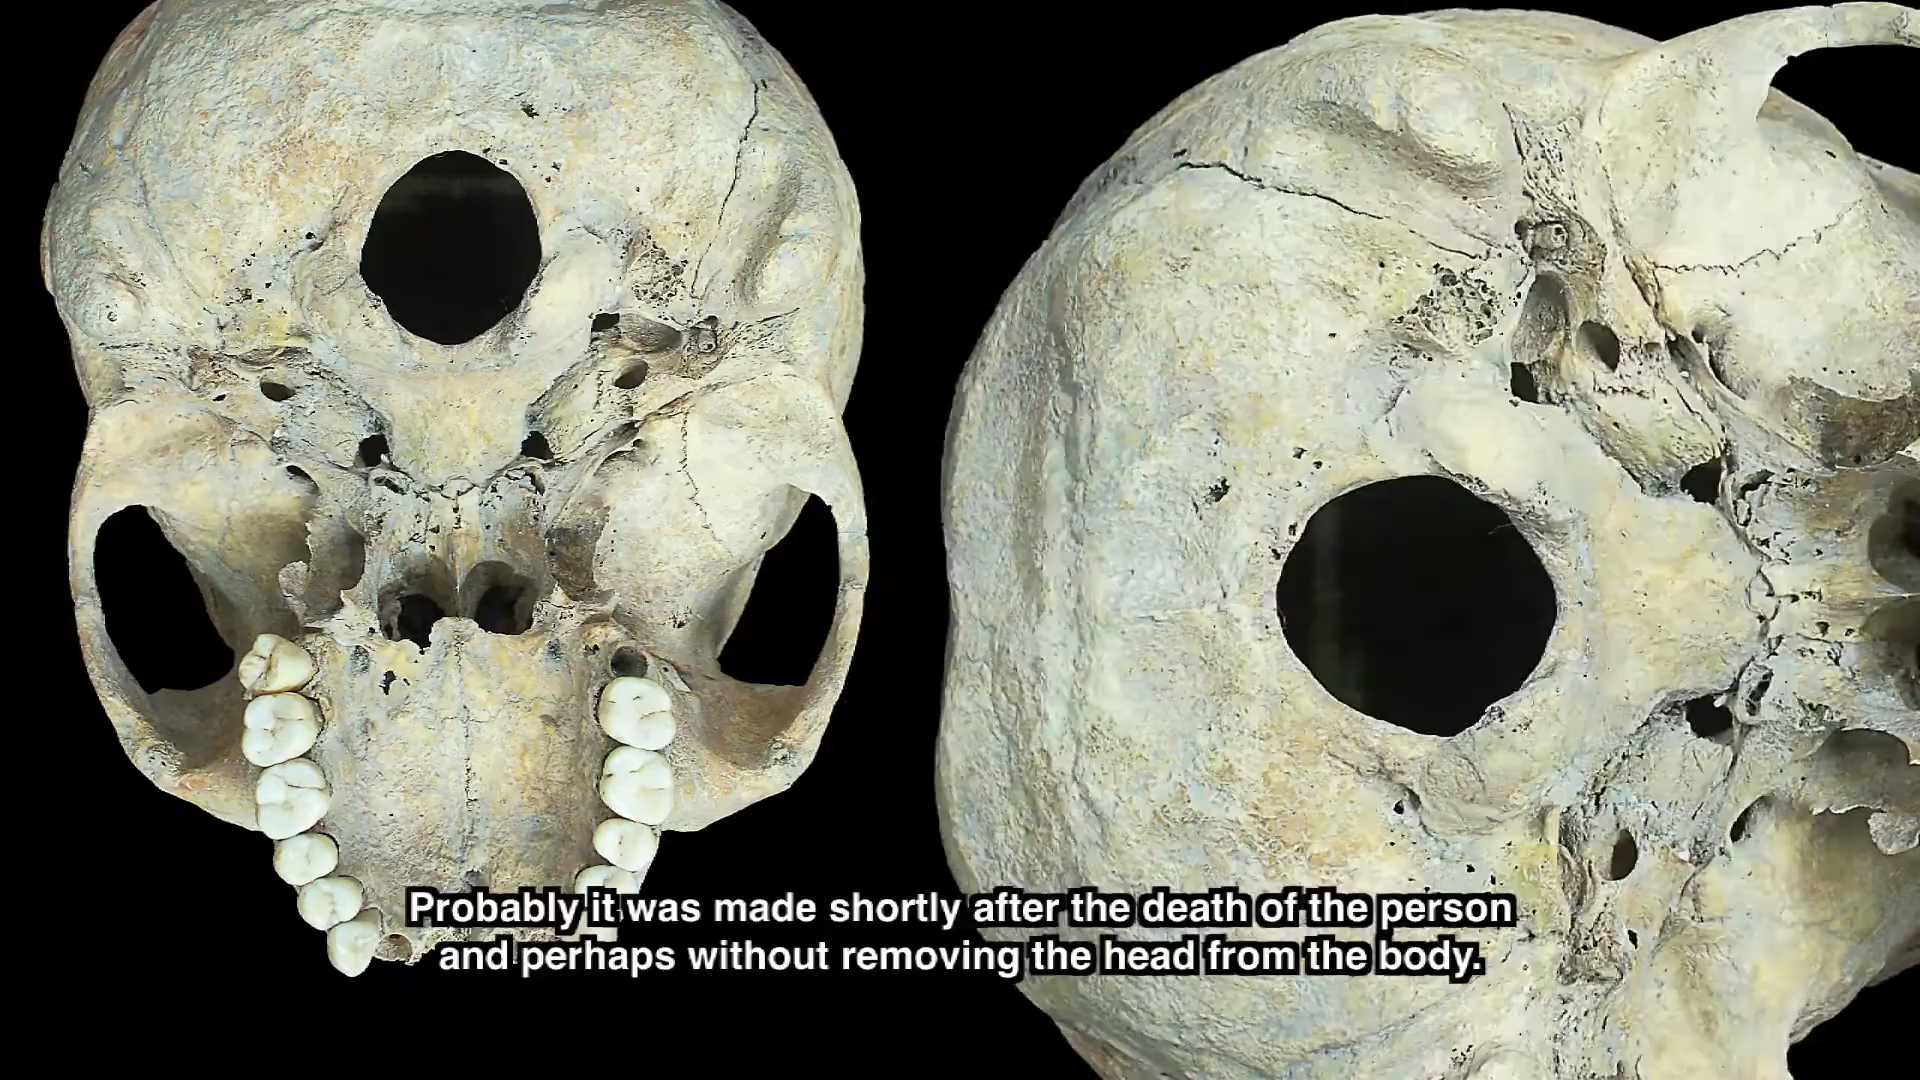 Probably it was made shortly after the death of the person
and perhaps without removing the head from the body.